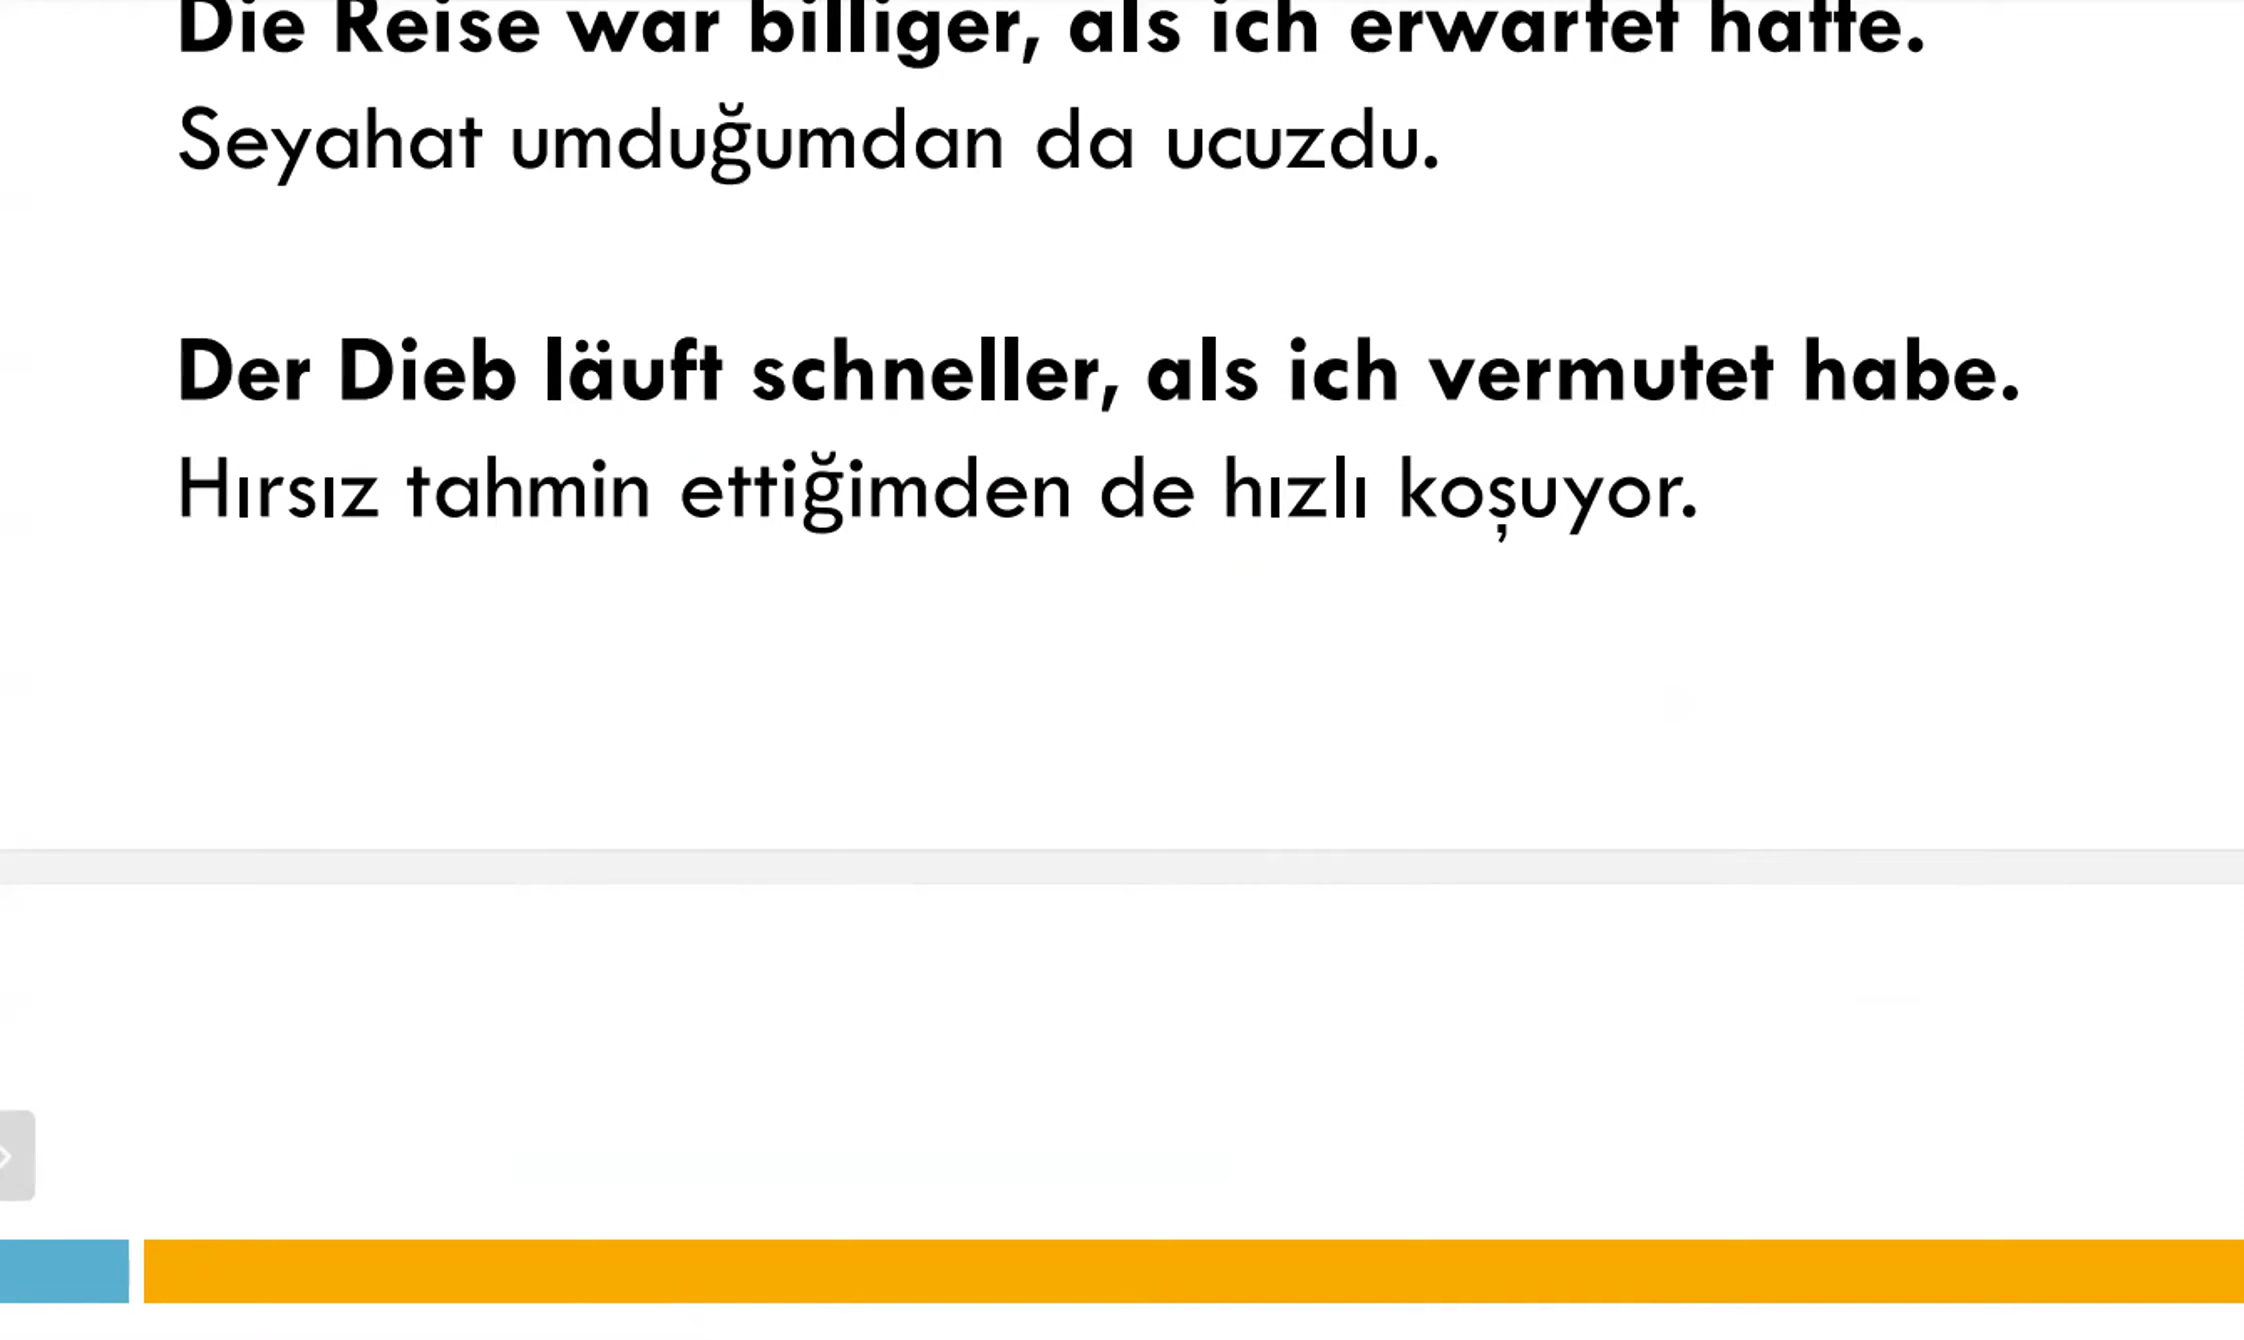 Die Reise war billiger, als ich erwartet hatte.
Seyahat umduğumdan da ucuzdu.
Der Dieb läuft schneller, als ich vermutet habe.
Hırsız tahmin ettiğimden de hızlı koşuyor.